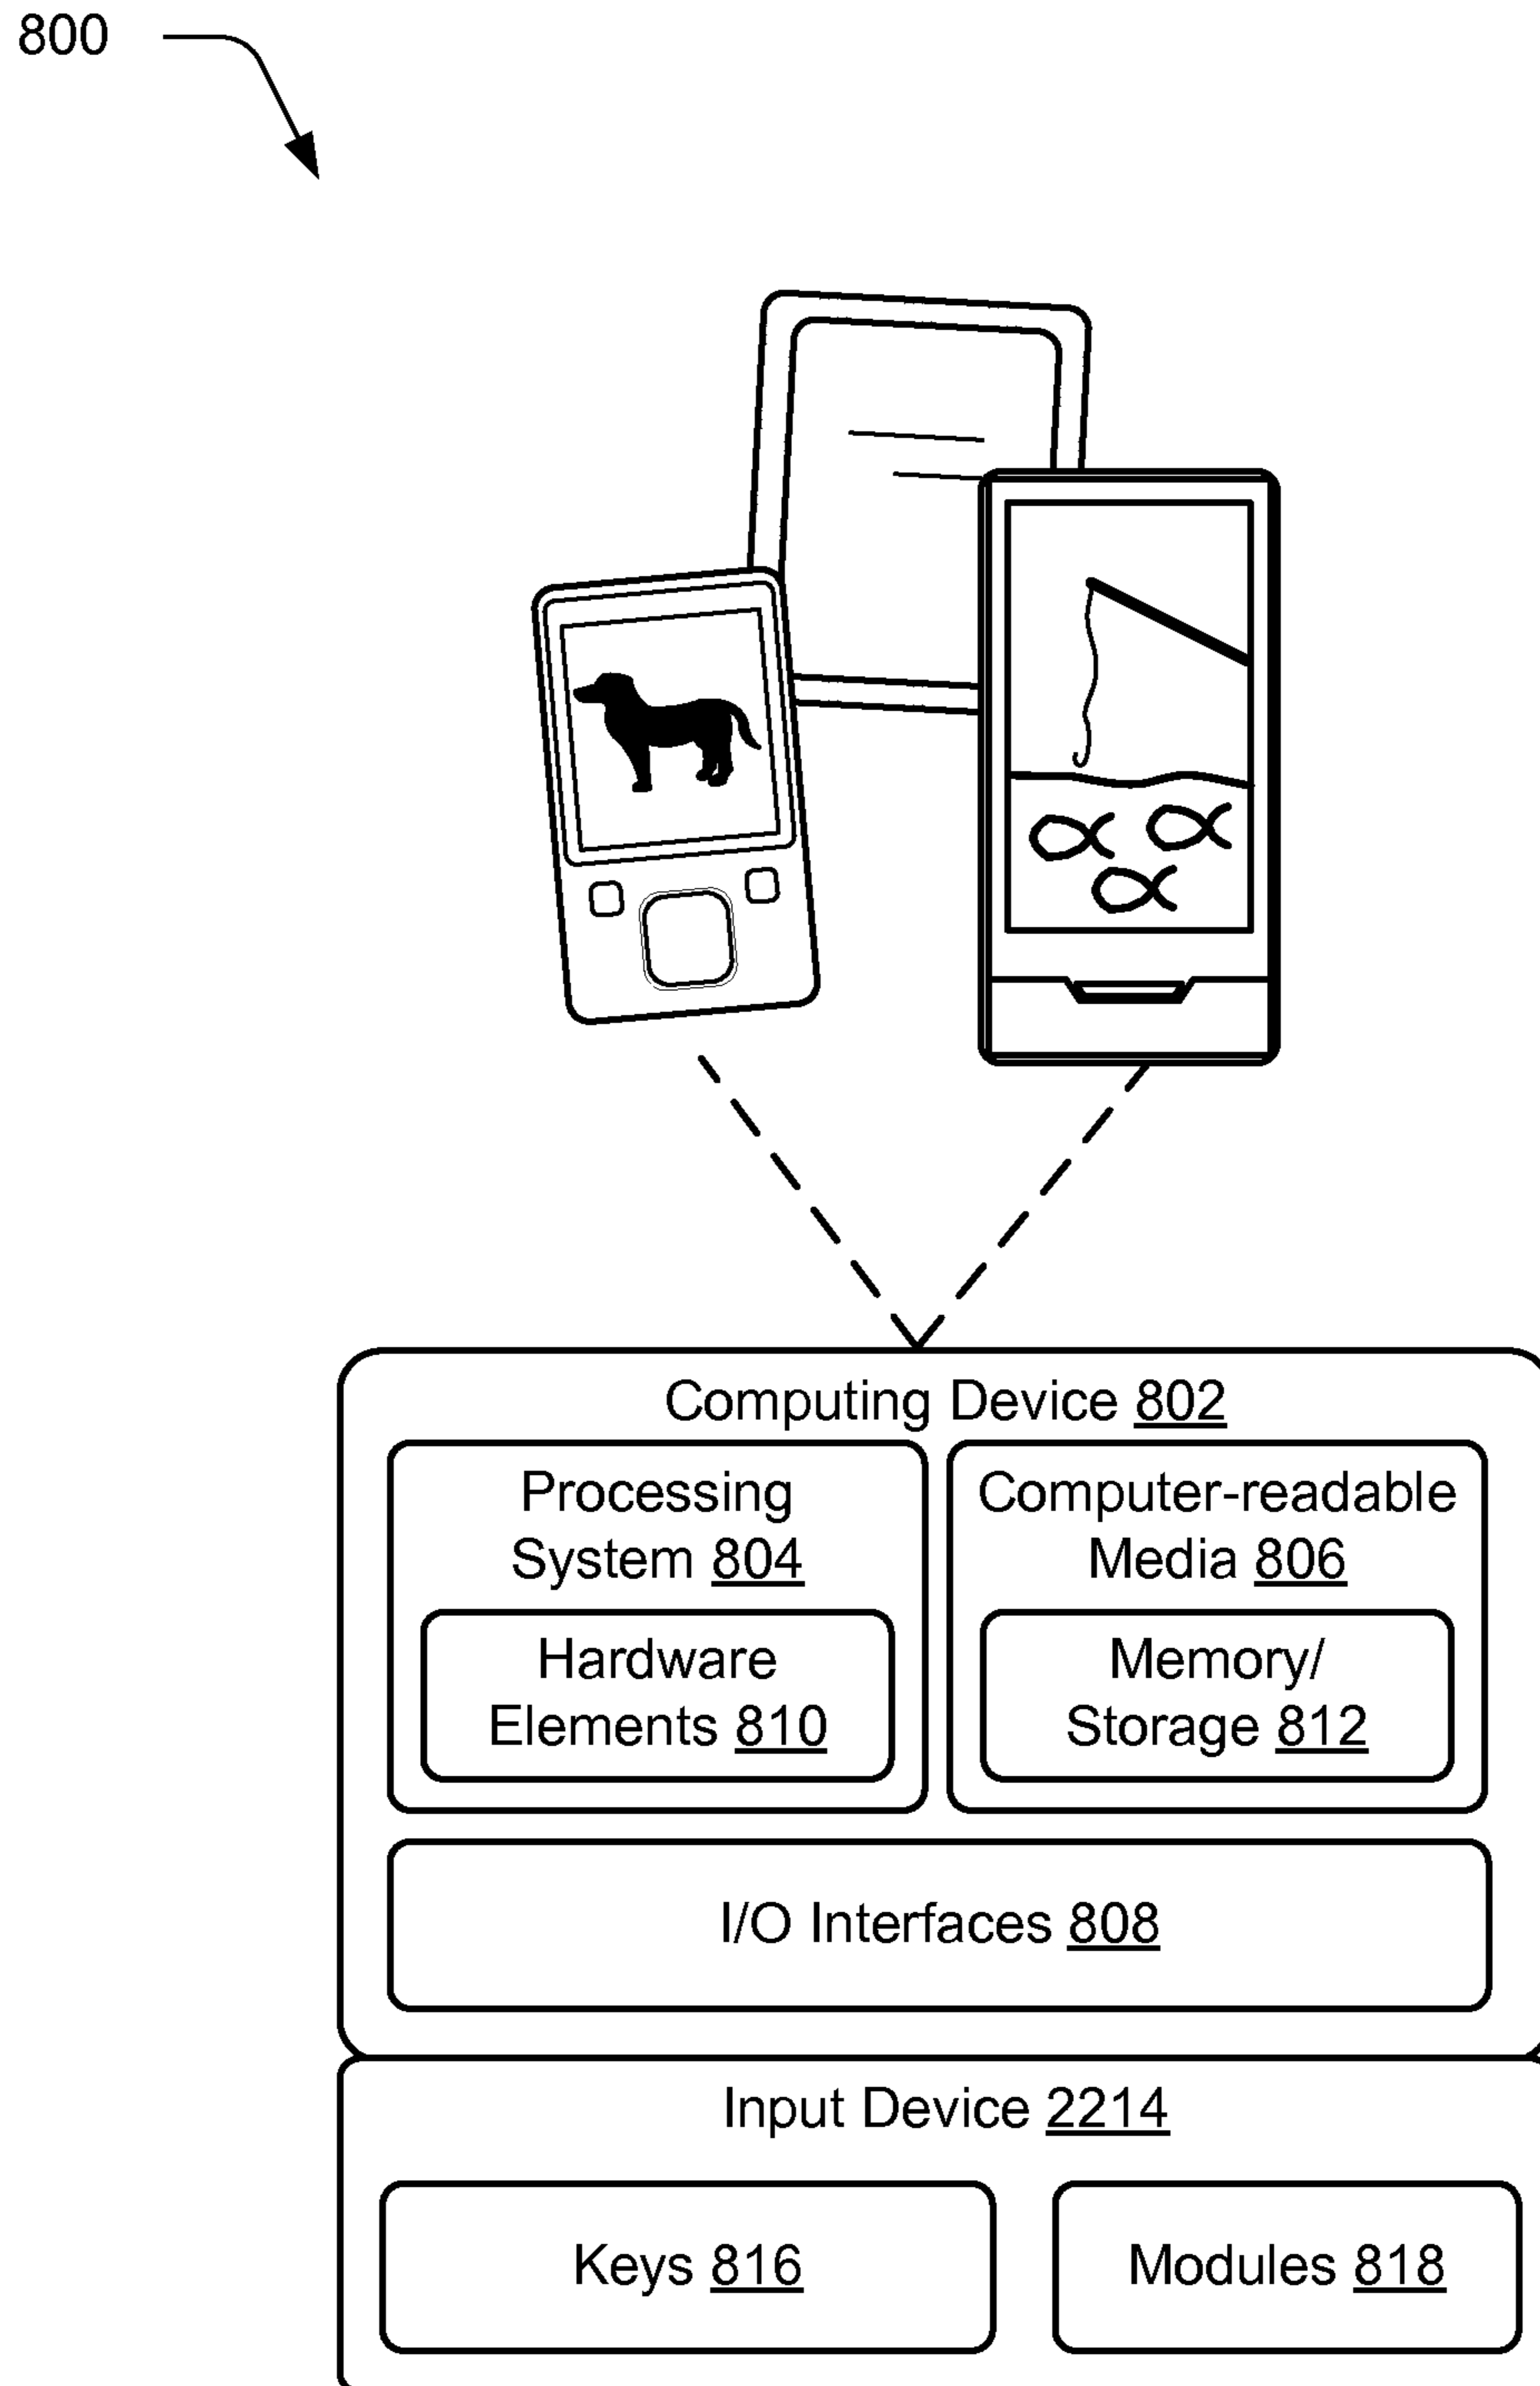 800
Computing Device 802
Processing
System 804
Computer-readable
Media 806
Hardware
Elements 810
Memory/
Storage 812
I/O Interfaces 808
Input Device 2214
Keys 816
Modules 818